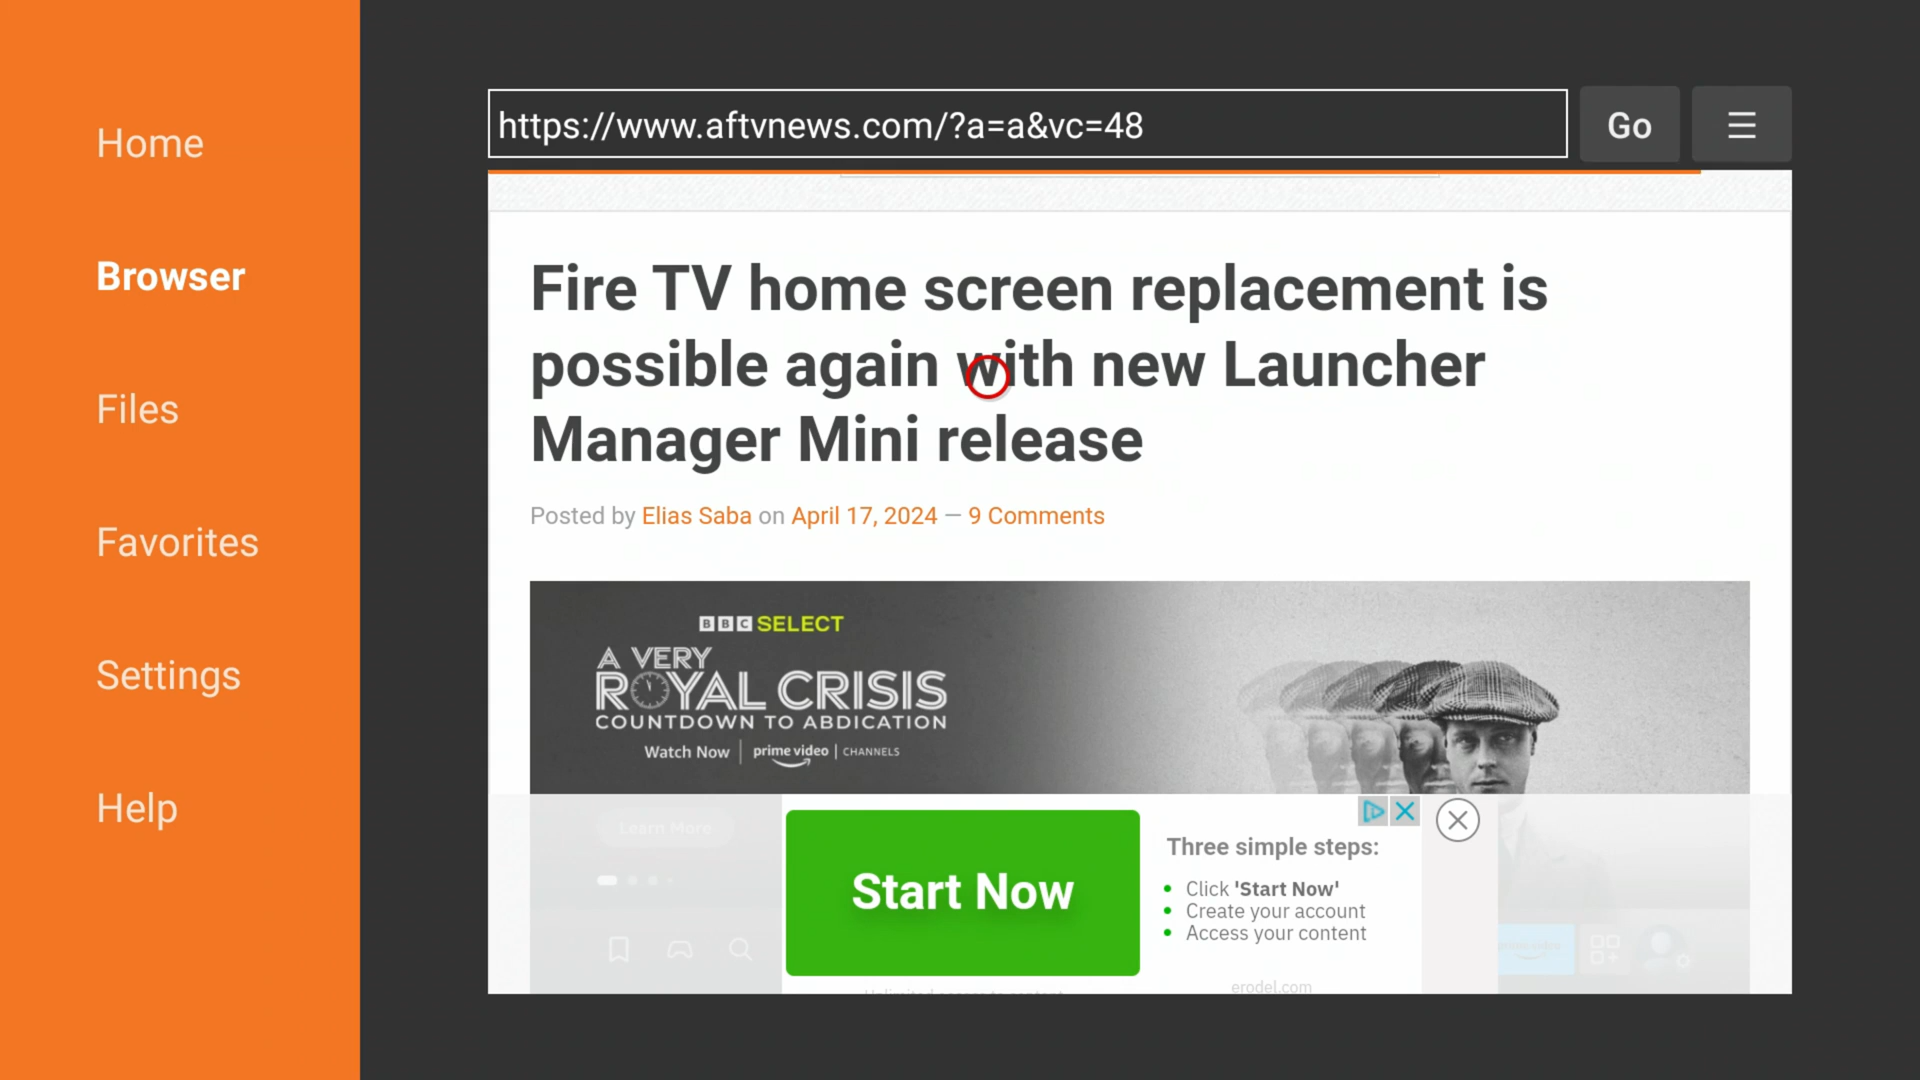 Home
Browser
Files
Favorites
Settings
Help
https://www.aftvnews.com/?a=a&vc=48
Go
Fire TV home screen replacement is
possible again with new Launcher
Manager Mini release
Posted by Elias Saba on April 17, 2024 — 9 Comments
BBC SELECT
A VERY
ROYAL CRISIS
COUNTDOWN TO ABDICATION
Watch Now | prime video | CHANNELS
Learn More
Start Now
Three simple steps:
Click 'Start Now'
Create your account
Access your content
erodel.com